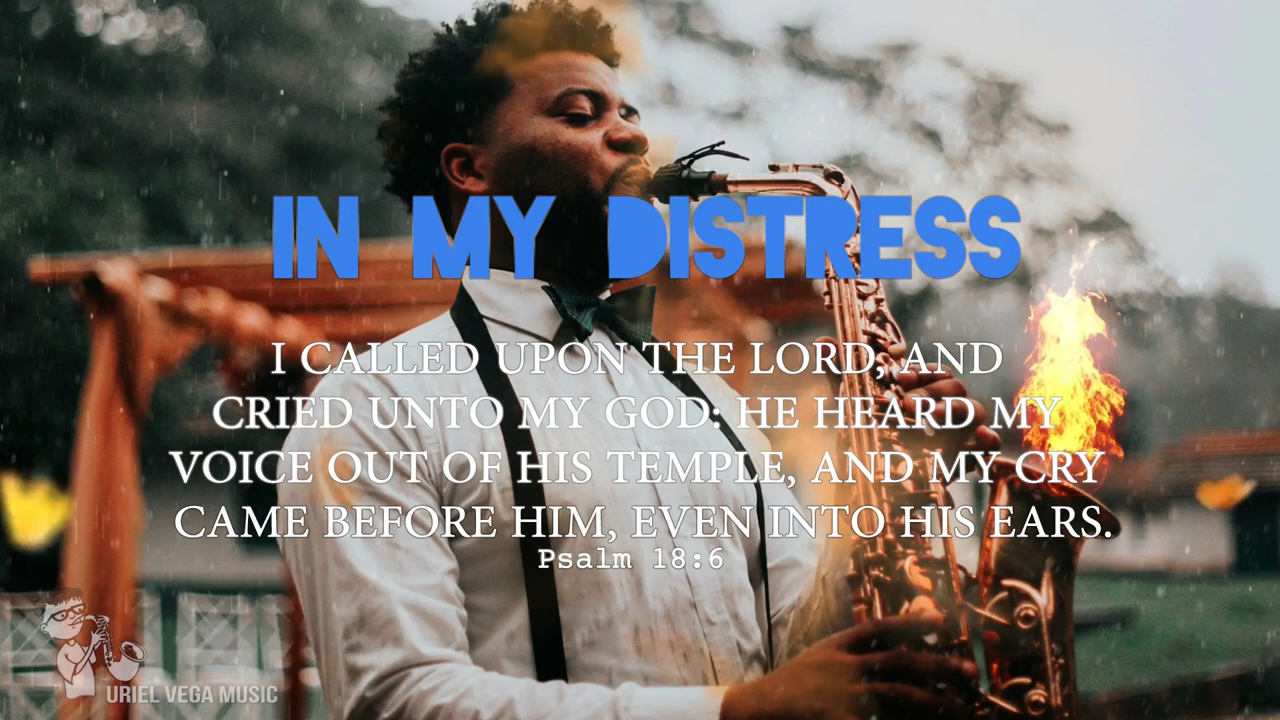 IN MY DISTRESS
I CALLED UPON THE LORD, AND
CRIED UNTO MY GOD: HE HEARD MY
VOICE OUT OF HIS TEMPLE, AND MY CRY
CAME BEFORE HIM, EVEN INTO HIS EARS.
Psalm 18:6
URIEL VEGA MUSIC